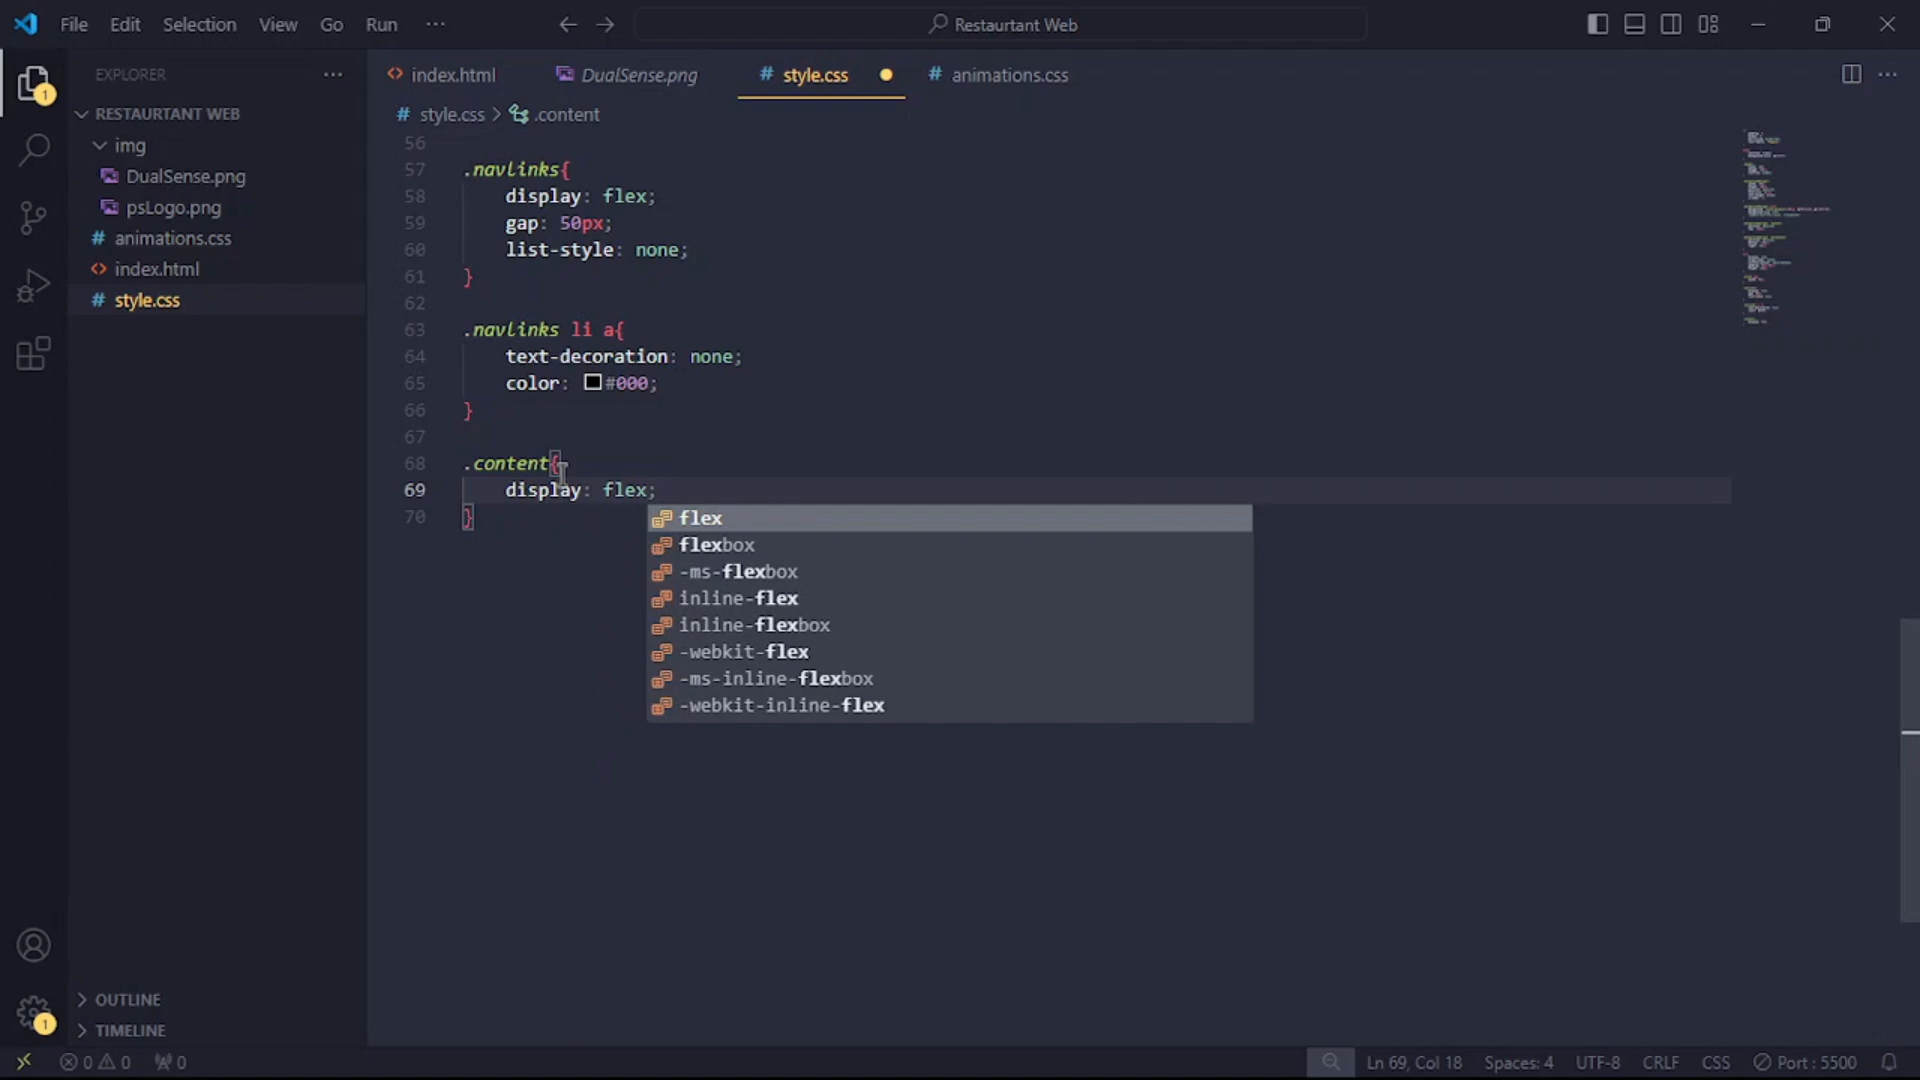 File Edit Selection View Go Run ···
Restaurtant Web
EXPLORER ···
RESTAURTANT WEB
img
DualSense.png
psLogo.png
animations.css
index.html
style.css
OUTLINE
TIMELINE
1
1
index.html DualSense.png # style.css # animations.css ···
# style.css > .content
56
57 .navlinks{
58 display: flex;
59 gap: 50px;
60 list-style: none;
61 }
62
63 .navlinks li a{
64 text-decoration: none;
65 color: #000;
66 }
67
68 .content{
69 display: flex;
70 }
flex
flexbox
-ms-flexbox
inline-flex
inline-flexbox
-webkit-flex
-ms-inline-flexbox
-webkit-inline-flex
0 0 0 Ln 69, Col 18 Spaces: 4 UTF-8 CRLF CSS Port : 5500